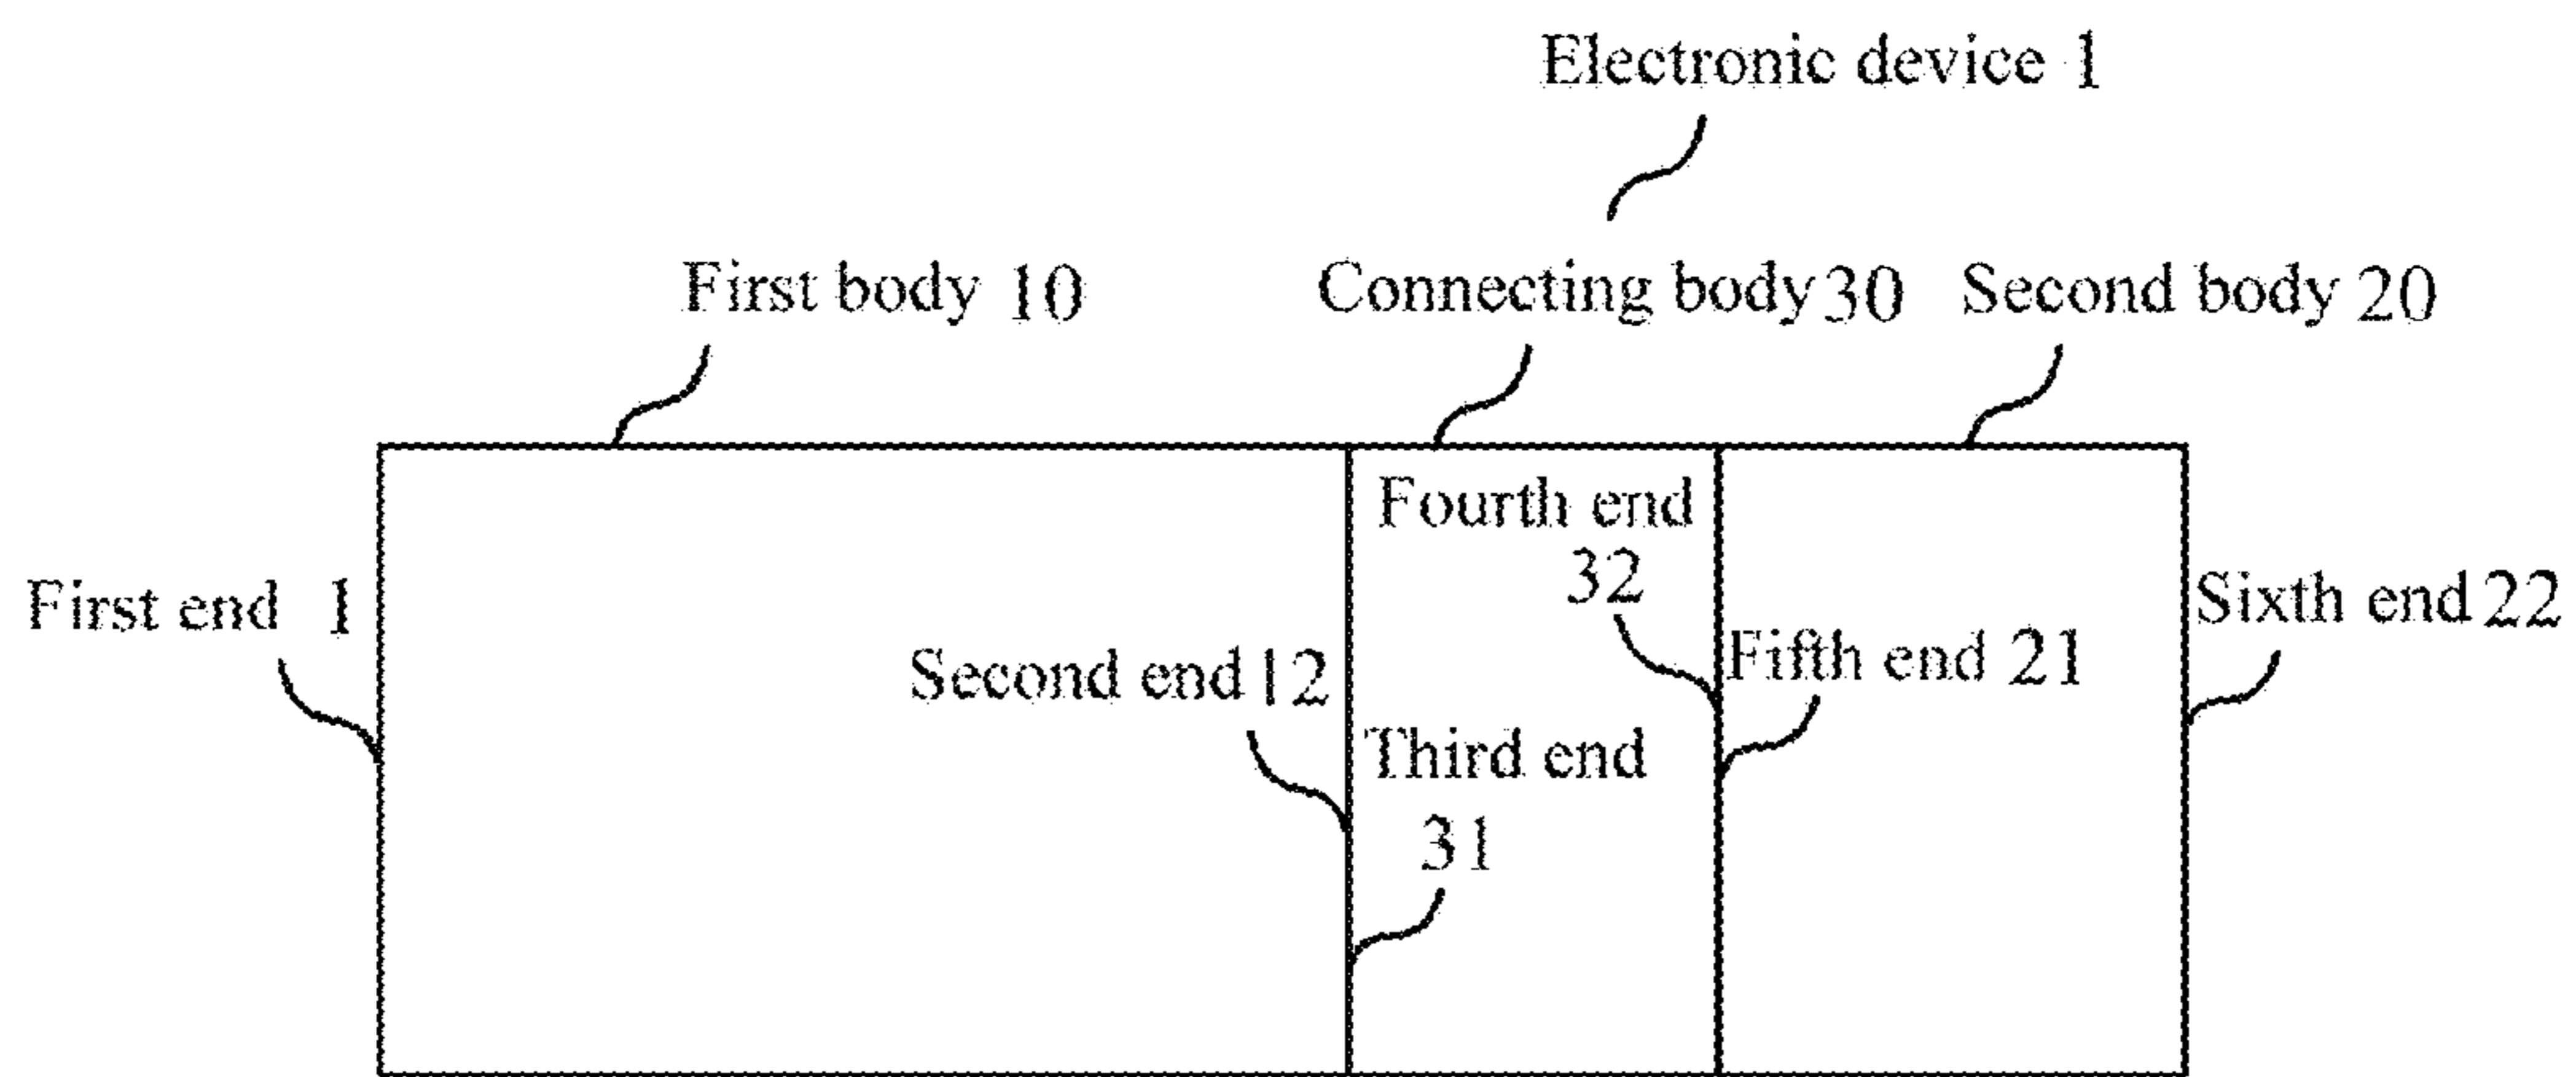 Electronic device 1
First body 10
Connecting body 30
Second body 20
Fourth end
32
First end 1
Sixth end 22
Second end 12
Fifth end 21
Third end
31